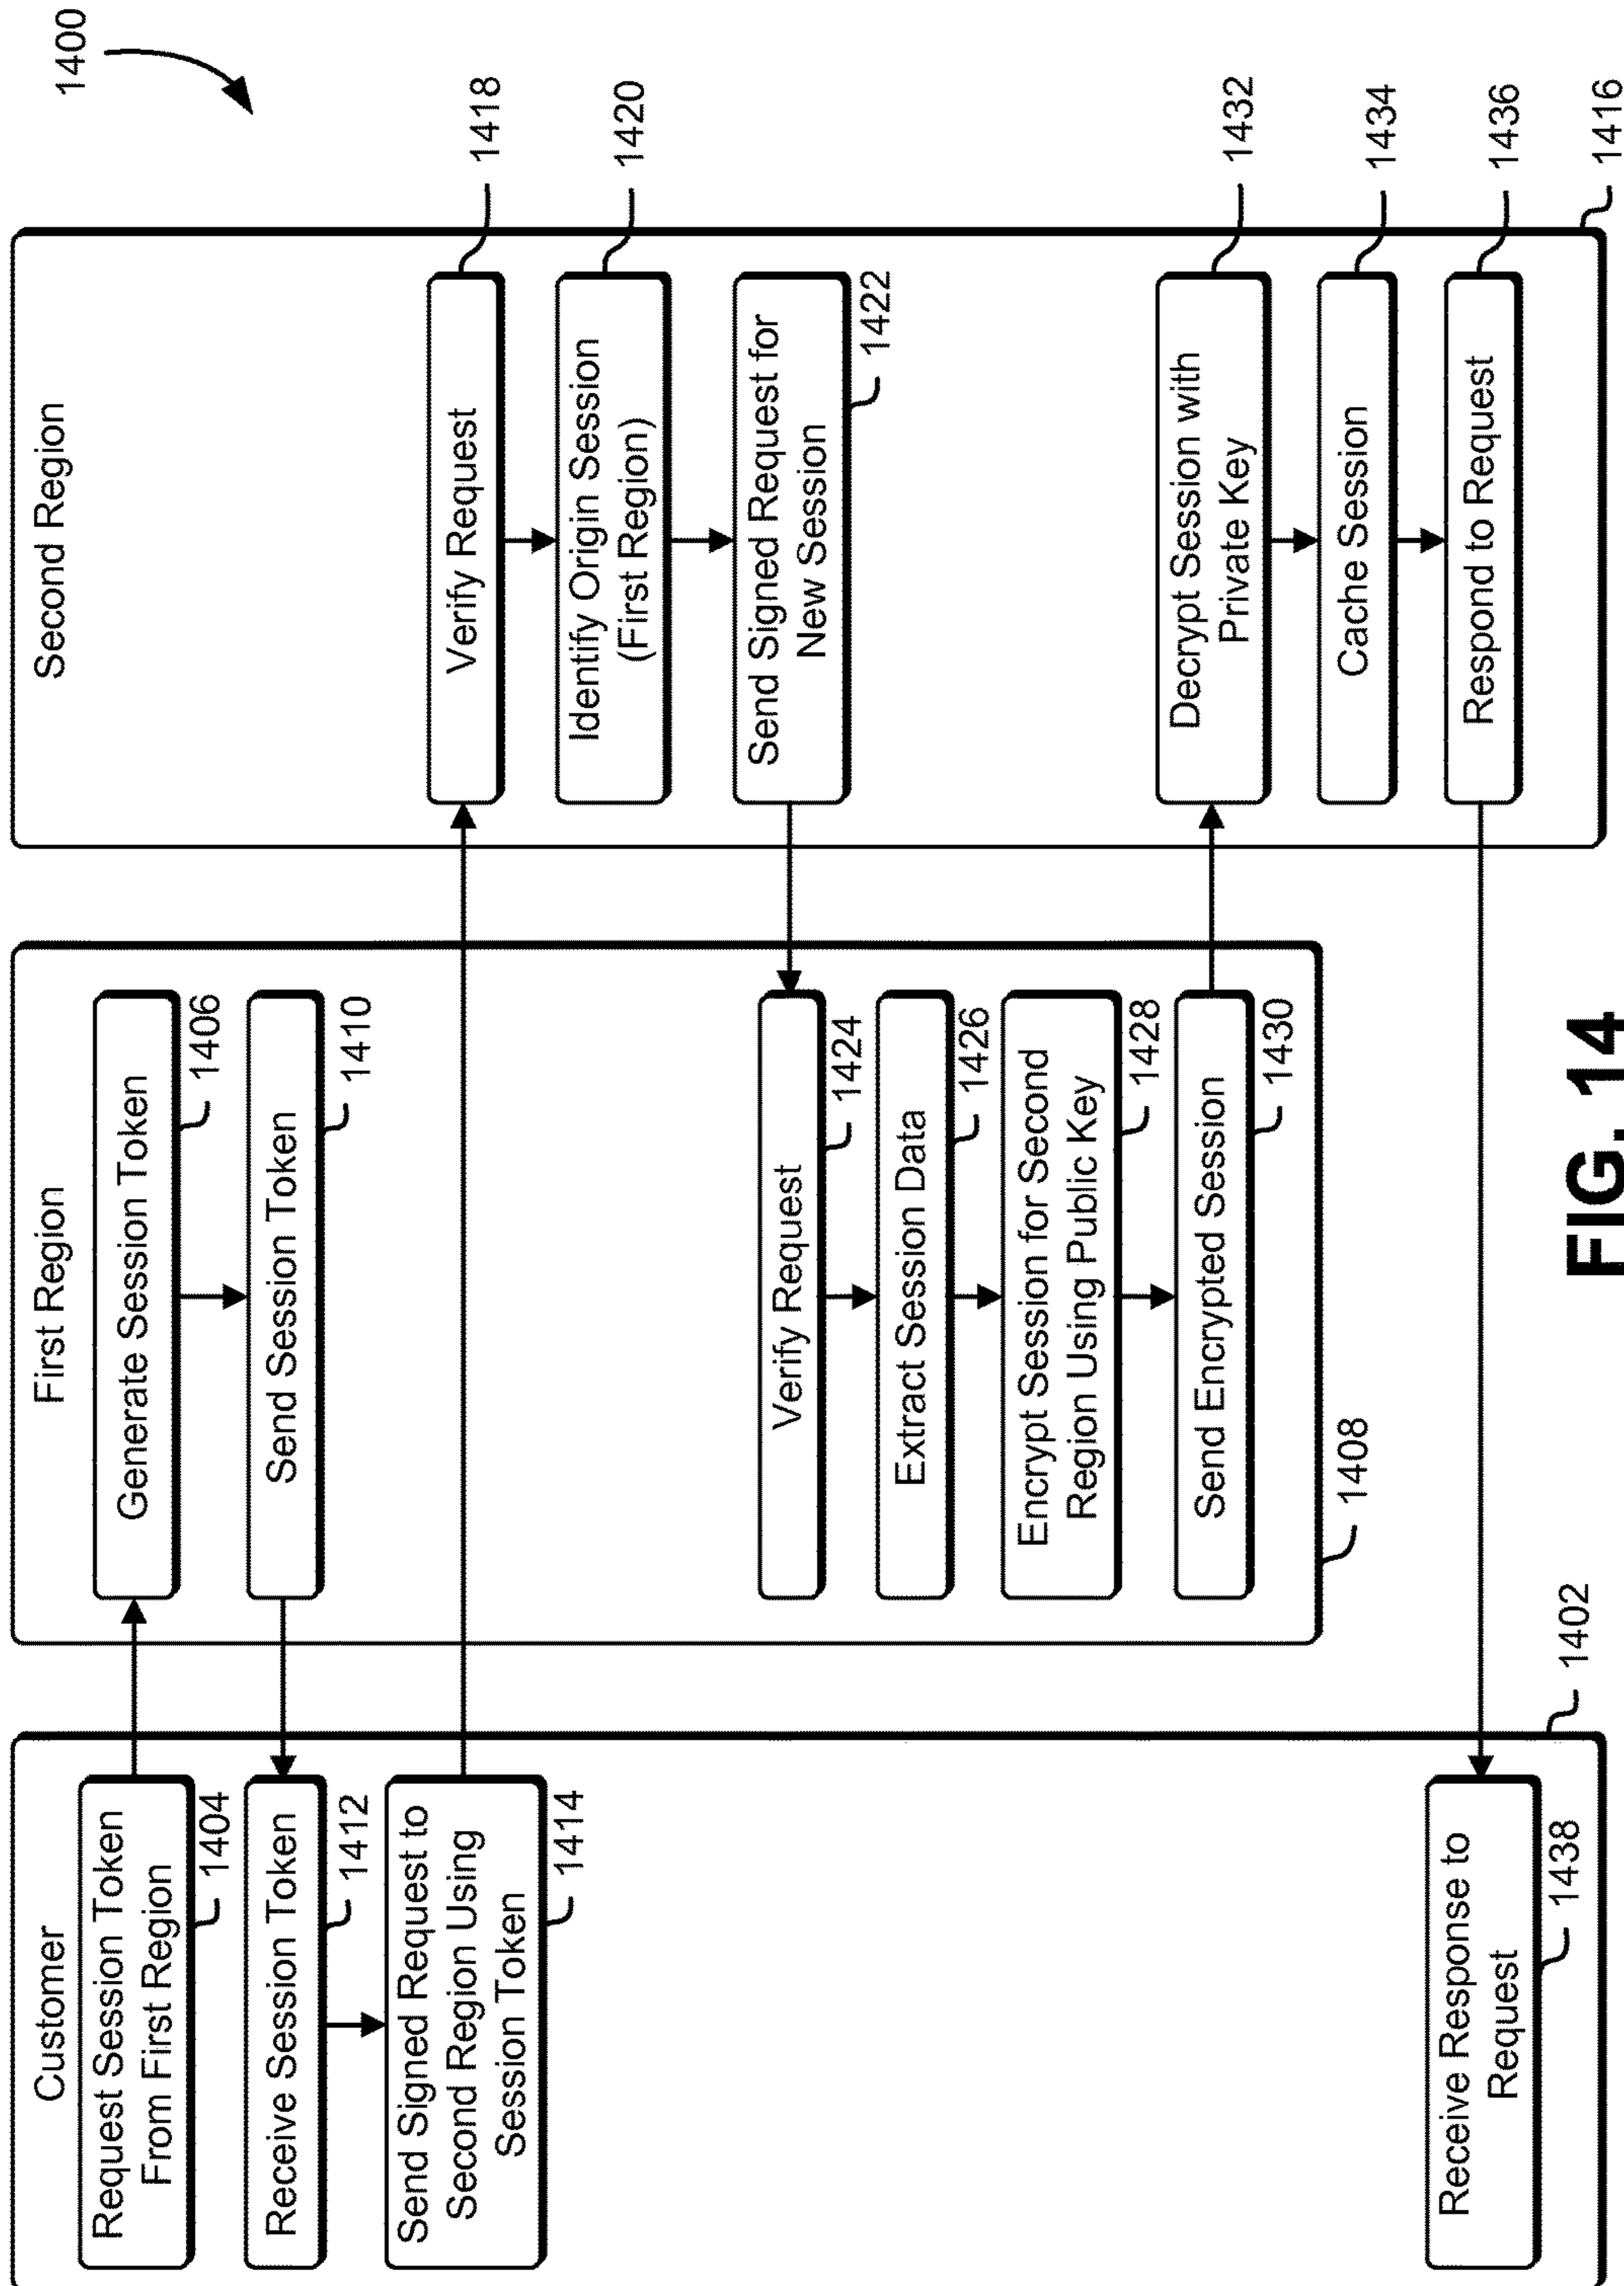 1400
Customer
Request Session Token
From First Region
1404
Receive Session Token
1412
Send Signed Request to
Second Region Using
Session Token
1414
Receive Response to
Request
1438
1402
First Region
Generate Session Token
1406
Send Session Token
1410
Verify Request
1424
Extract Session Data
1426
Encrypt Session for Second
Region Using Public Key
1428
Send Encrypted Session
1430
1408
Second Region
Verify Request
1418
Identify Origin Session
(First Region)
1420
Send Signed Request for
New Session
1422
Decrypt Session with
Private Key
1432
Cache Session
1434
Respond to Request
1436
1416
FIG. 14